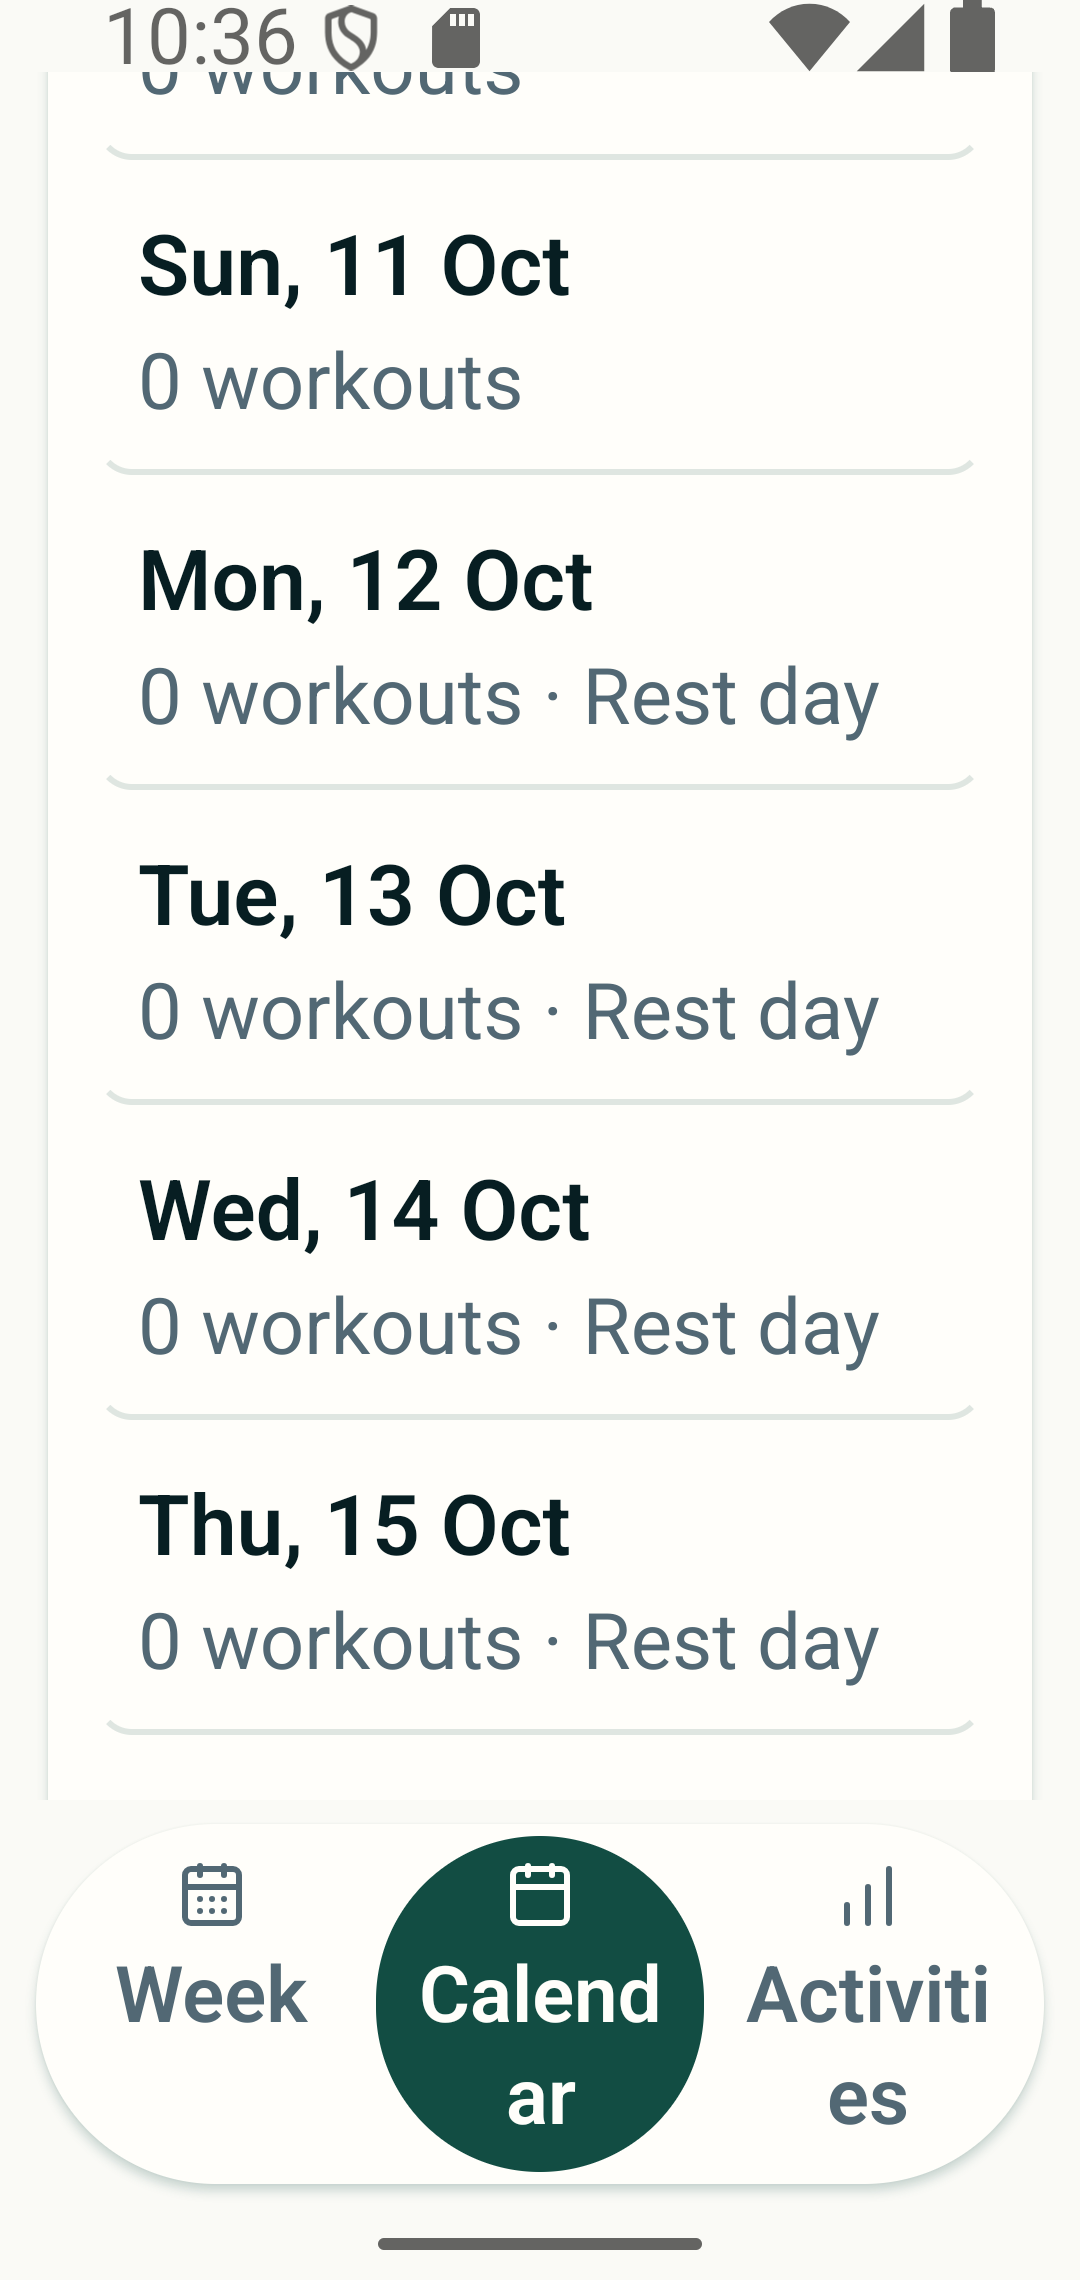 10:36
0 workouts
Sun, 11 Oct
0 workouts
Mon, 12 Oct
0 workouts · Rest day
Tue, 13 Oct
0 workouts · Rest day
Wed, 14 Oct
0 workouts · Rest day
Thu, 15 Oct
0 workouts · Rest day
Week
Calend
ar
Activiti
es